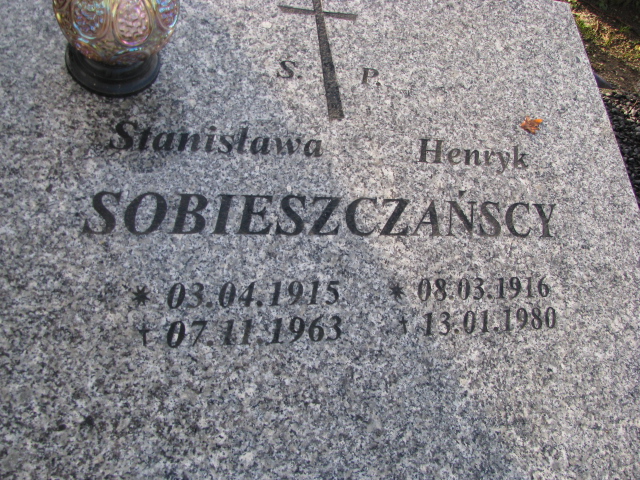 S. P.
Stanisława Henryk
SOBIESZCZAŃSCY
* 03.04.1915 * 08.03.1916
† 07.11.1963 † 13.01.1980